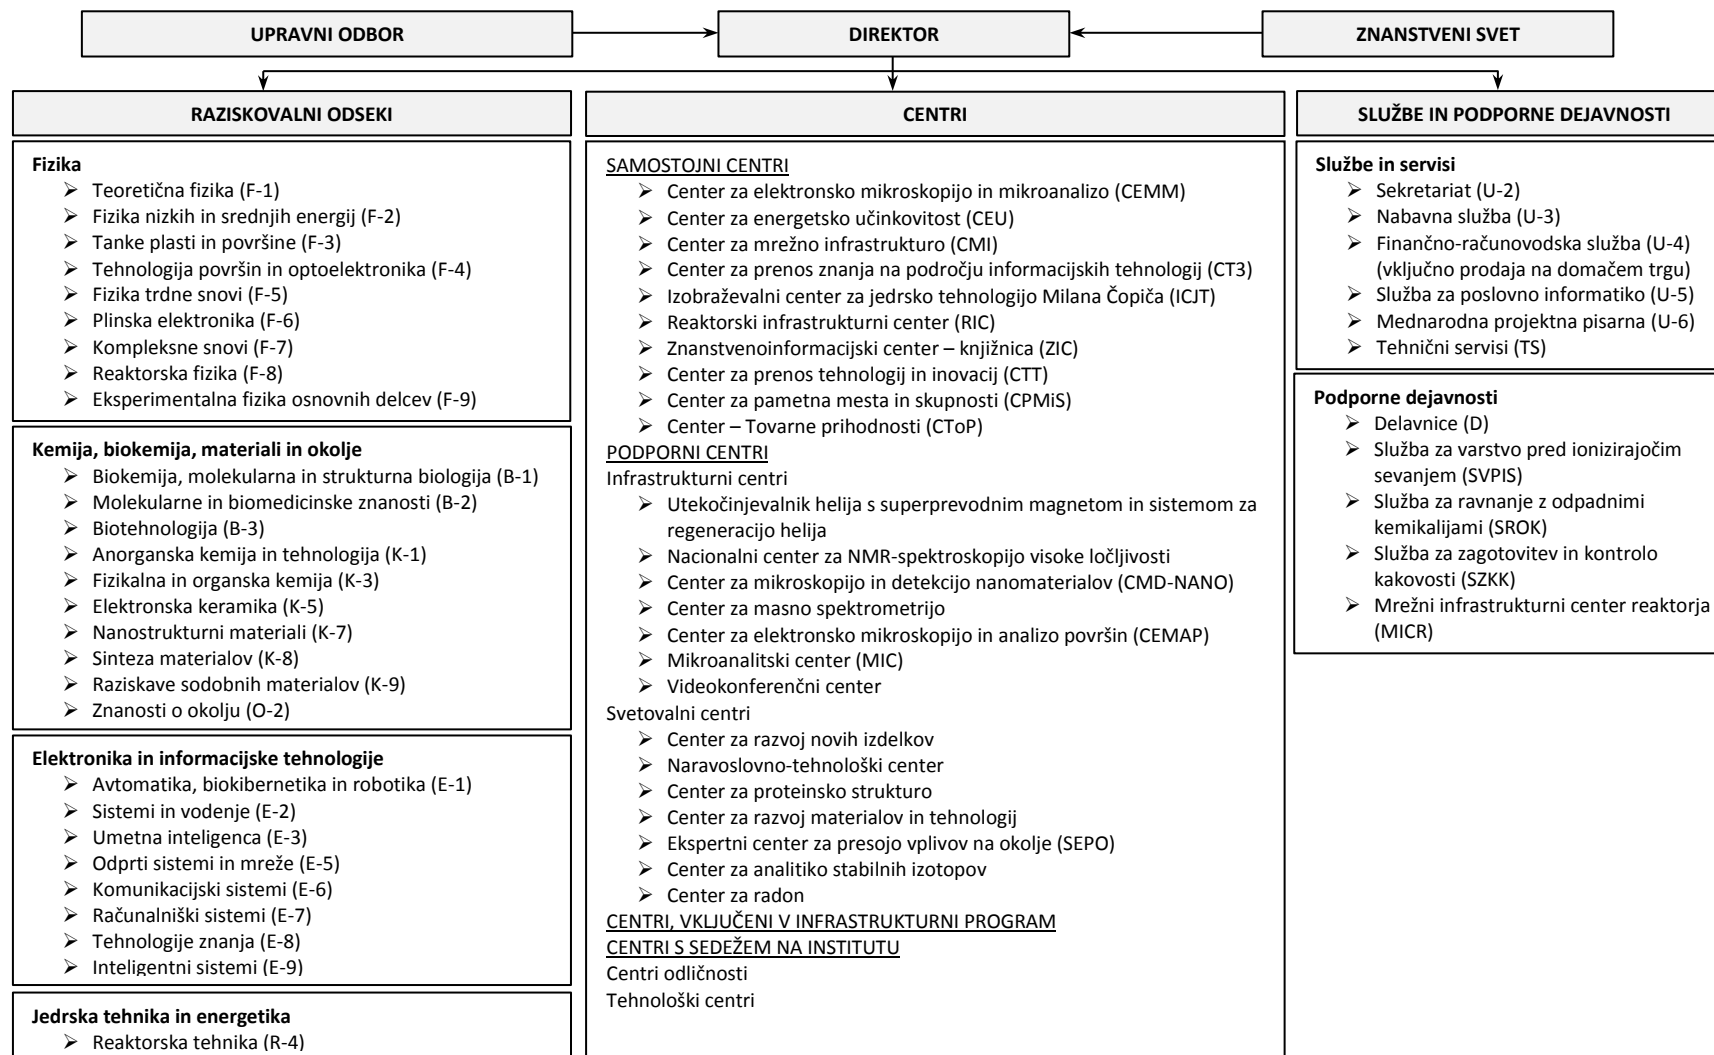 UPRAVNI ODBOR
DIREKTOR
ZNANSTVENI SVET
RAZISKOVALNI ODSEKI
Fizika
Teoretična fizika (F-1)
Fizika nizkih in srednjih energij (F-2)
Tanke plasti in površine (F-3)
Tehnologija površin in optoelektronika (F-4)
Fizika trdne snovi (F-5)
Plinska elektronika (F-6)
Kompleksne snovi (F-7)
Reaktorska fizika (F-8)
Eksperimentalna fizika osnovnih delcev (F-9)
Kemija, biokemija, materiali in okolje
Biokemija, molekularna in strukturna biologija (B-1)
Molekularne in biomedicinske znanosti (B-2)
Biotehnologija (B-3)
Anorganska kemija in tehnologija (K-1)
Fizikalna in organska kemija (K-3)
Elektronska keramika (K-5)
Nanostrukturni materiali (K-7)
Sinteza materialov (K-8)
Raziskave sodobnih materialov (K-9)
Znanosti o okolju (O-2)
Elektronika in informacijske tehnologije
Avtomatika, biokibernetika in robotika (E-1)
Sistemi in vodenje (E-2)
Umetna inteligenca (E-3)
Odprti sistemi in mreže (E-5)
Komunikacijski sistemi (E-6)
Računalniški sistemi (E-7)
Tehnologije znanja (E-8)
Inteligentni sistemi (E-9)
Jedrska tehnika in energetika
Reaktorska tehnika (R-4)
CENTRI
SAMOSTOJNI CENTRI
Center za elektronsko mikroskopijo in mikroanalizo (CEMM)
Center za energetsko učinkovitost (CEU)
Center za mrežno infrastrukturo (CMI)
Center za prenos znanja na področju informacijskih tehnologij (CT3)
Izobraževalni center za jedrsko tehnologijo Milana Čopiča (ICJT)
Reaktorski infrastrukturni center (RIC)
Znanstvenoinformacijski center – knjižnica (ZIC)
Center za prenos tehnologij in inovacij (CTT)
Center za pametna mesta in skupnosti (CPMiS)
Center – Tovarne prihodnosti (CToP)
PODPORNI CENTRI
Infrastrukturni centri
Utekočinjevalnik helija s superprevodnim magnetom in sistemom za
regeneracijo helija
Nacionalni center za NMR-spektroskopijo visoke ločljivosti
Center za mikroskopijo in detekcijo nanomaterialov (CMD-NANO)
Center za masno spektrometrijo
Center za elektronsko mikroskopijo in analizo površin (CEMAP)
Mikroanalitski center (MIC)
Videokonferenčni center
Svetovalni centri
Center za razvoj novih izdelkov
Naravoslovno-tehnološki center
Center za proteinsko strukturo
Center za razvoj materialov in tehnologij
Ekspertni center za presojo vplivov na okolje (SEPO)
Center za analitiko stabilnih izotopov
Center za radon
CENTRI, VKLJUČENI V INFRASTRUKTURNI PROGRAM
CENTRI S SEDEŽEM NA INSTITUTU
Centri odličnosti
Tehnološki centri
SLUŽBE IN PODPORNE DEJAVNOSTI
Službe in servisi
Sekretariat (U-2)
Nabavna služba (U-3)
Finančno-računovodska služba (U-4)
(vključno prodaja na domačem trgu)
Služba za poslovno informatiko (U-5)
Mednarodna projektna pisarna (U-6)
Tehnični servisi (TS)
Podporne dejavnosti
Delavnice (D)
Služba za varstvo pred ionizirajočim
sevanjem (SVPIS)
Služba za ravnanje z odpadnimi
kemikalijami (SROK)
Služba za zagotovitev in kontrolo
kakovosti (SZKK)
Mrežni infrastrukturni center reaktorja
(MICR)